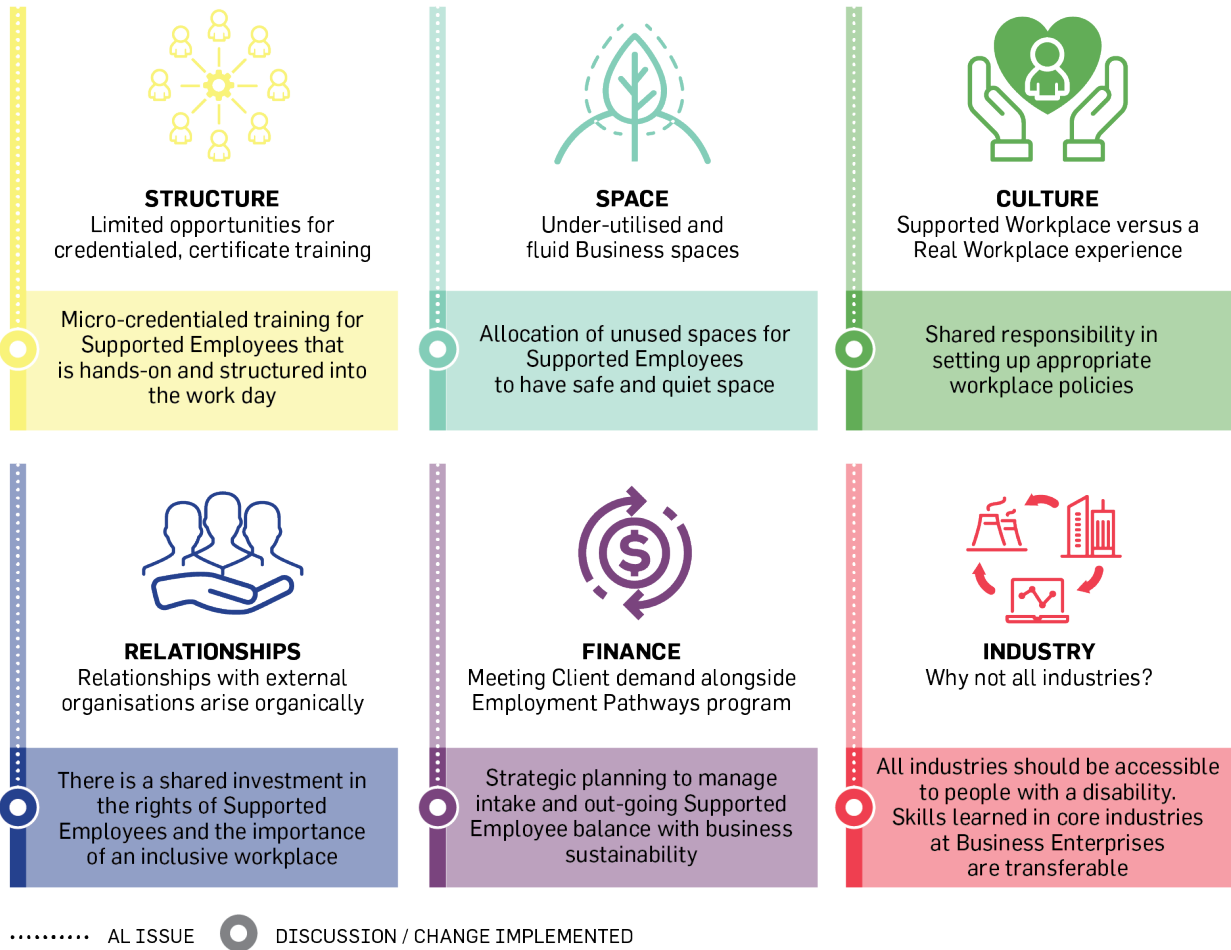 STRUCTURE
Limited opportunities for
credentialed, certificate training
Micro-credentialed training for
Supported Employees that
is hands-on and structured into
the work day
SPACE
Under-utilised and
fluid Business spaces
Allocation of unused spaces for
Supported Employees
to have safe and quiet space
CULTURE
Supported Workplace versus a
Real Workplace experience
Shared responsibility in
setting up appropriate
workplace policies
RELATIONSHIPS
Relationships with external
organisations arise organically
There is a shared investment in
the rights of Supported
Employees and the importance
of an inclusive workplace
$
FINANCE
Meeting Client demand alongside
Employment Pathways program
Strategic planning to manage
intake and out-going Supported
Employee balance with business
sustainability
INDUSTRY
Why not all industries?
All industries should be accessible
to people with a disability.
Skills learned in core industries
at Business Enterprises
are transferable
AL ISSUE
DISCUSSION / CHANGE IMPLEMENTED